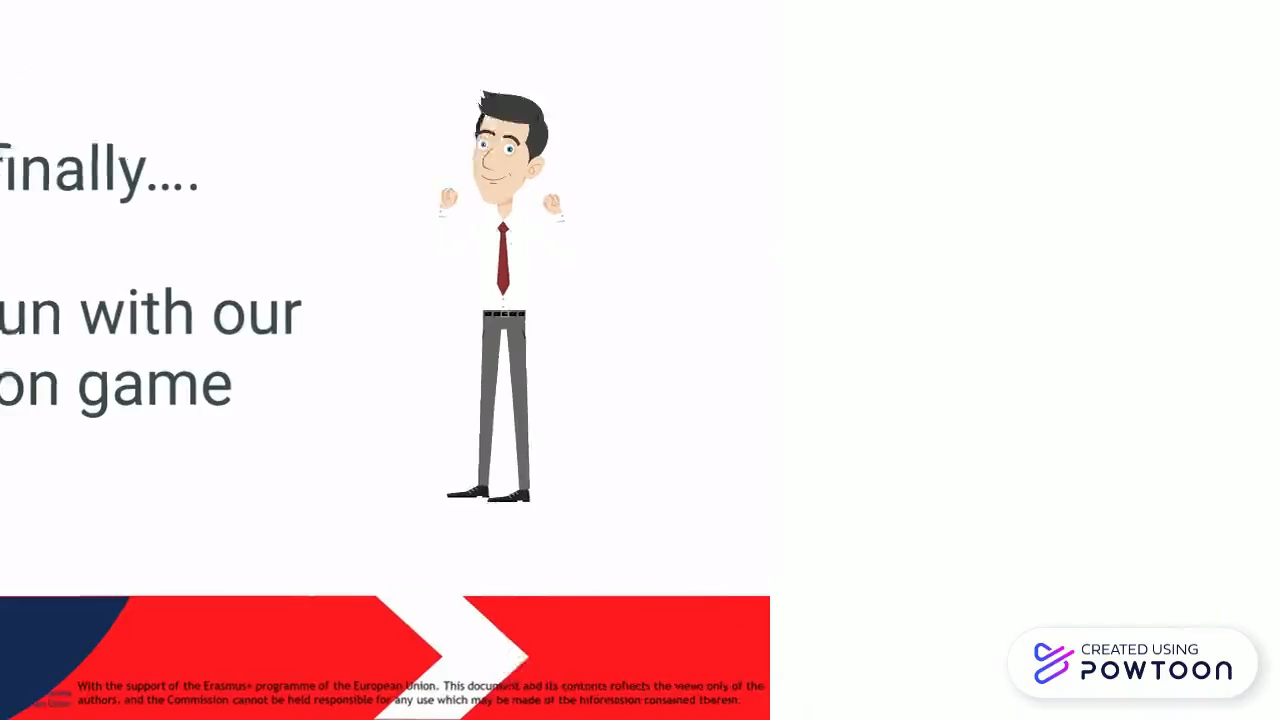 finally….
un with our
on game
With the support of the Erasmus+ programme of the European Union. This document and its contents reflects the views only of the
authors, and the Commission cannot be held responsible for any use which may be made of the information contained therein.
CREATED USING
POWTOON